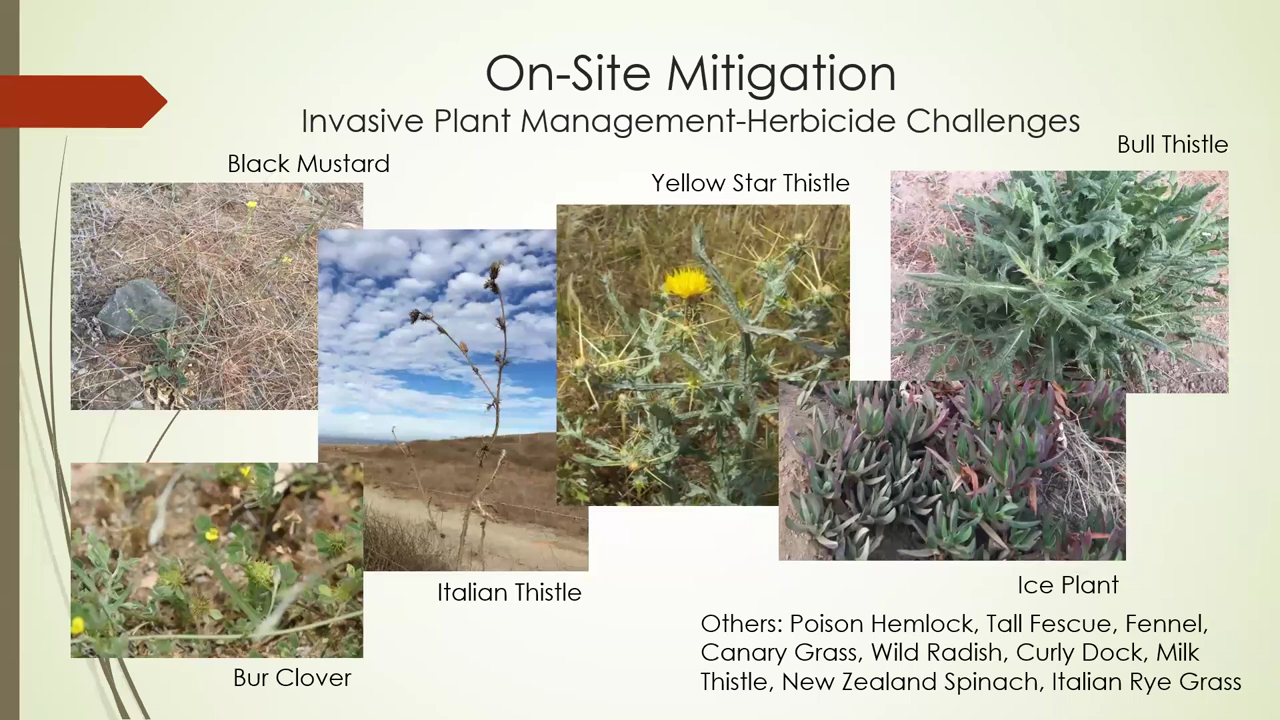 On-Site Mitigation
Invasive Plant Management-Herbicide Challenges
Bull Thistle
Black Mustard
Yellow Star Thistle
Italian Thistle
Ice Plant
Others: Poison Hemlock, Tall Fescue, Fennel,
Canary Grass, Wild Radish, Curly Dock, Milk
Thistle, New Zealand Spinach, Italian Rye Grass
Bur Clover